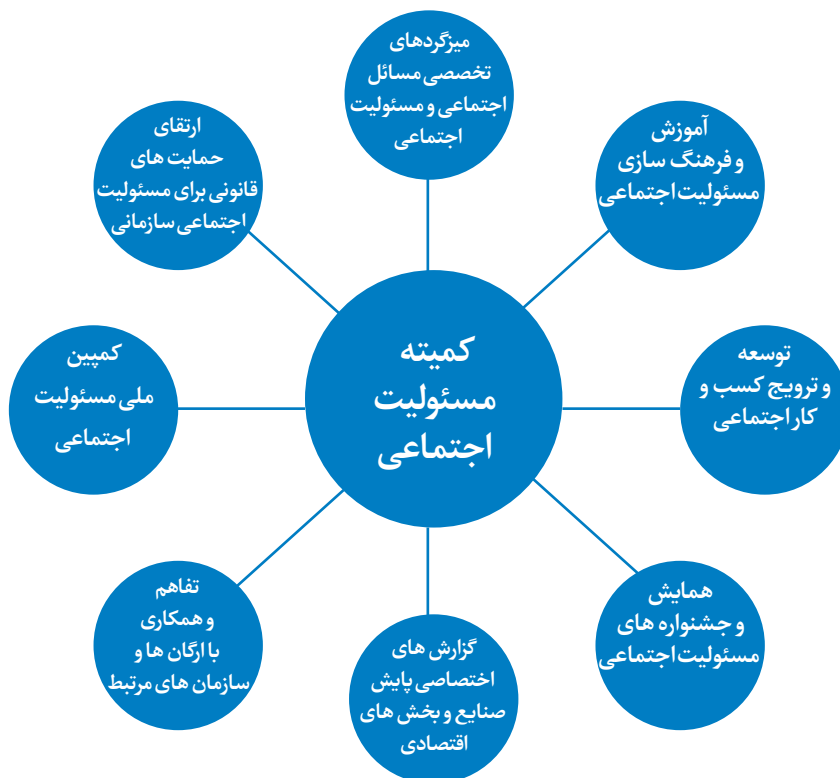 میزگردهای
تخصصی مسائل
اجتماعی و مسئولیت
اجتماعی
آموزش
و فرهنگ سازی
مسئولیت اجتماعی
ارتقای
حمایت های
قانونی برای مسئولیت
اجتماعی سازمانی
کمیته
مسئولیت
اجتماعی
توسعه
و ترویج کسب و
کار اجتماعی
کمپین
ملی مسئولیت
اجتماعی
همایش
و جشنواره های
مسئولیت اجتماعی
گزارش های
اختصاصی پایش
صنایع و بخش های
اقتصادی
تفاهم
و همکاری
با ارگان ها و
سازمان های مرتبط